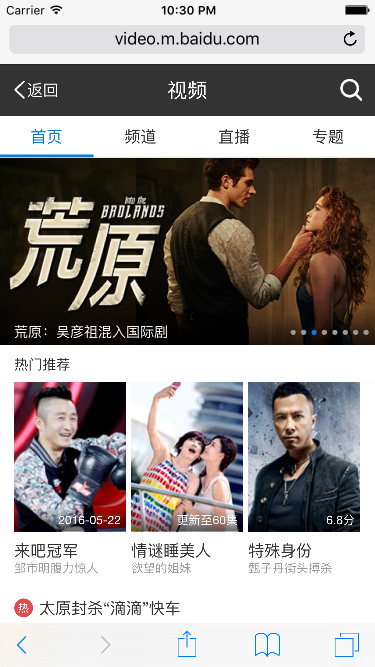 Carrier 10:30 PM
video.m.baidu.com
返回 视频
首页 频道 直播 专题
荒原
Into the
BADLANDS
荒原：吴彦祖混入国际剧
热门推荐
2016-05-22 更新至60集 6.8分
来吧冠军 情谜睡美人 特殊身份
邹市明腹力惊人 欲望的姐妹 甄子丹街头搏杀
热 太原封杀“滴滴”快车